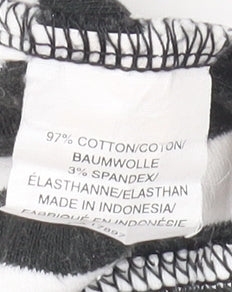 97% COTTON/COTON/
BAUMWOLLE
3% SPANDEX/
ÉLASTHANNE/ELASTHAN
MADE IN INDONESIA/
FABRIQUÉ EN INDONÉSIE